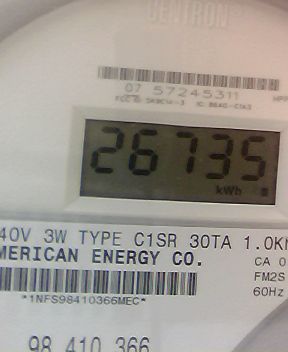 CENTRON
07 57245311
26735
kWh
40V 3W TYPE C1SR 30TA 1.0K
MERICAN ENERGY CO.
CA 0
FM2S
60Hz
*1NFS98410366MEC*
98 410 366